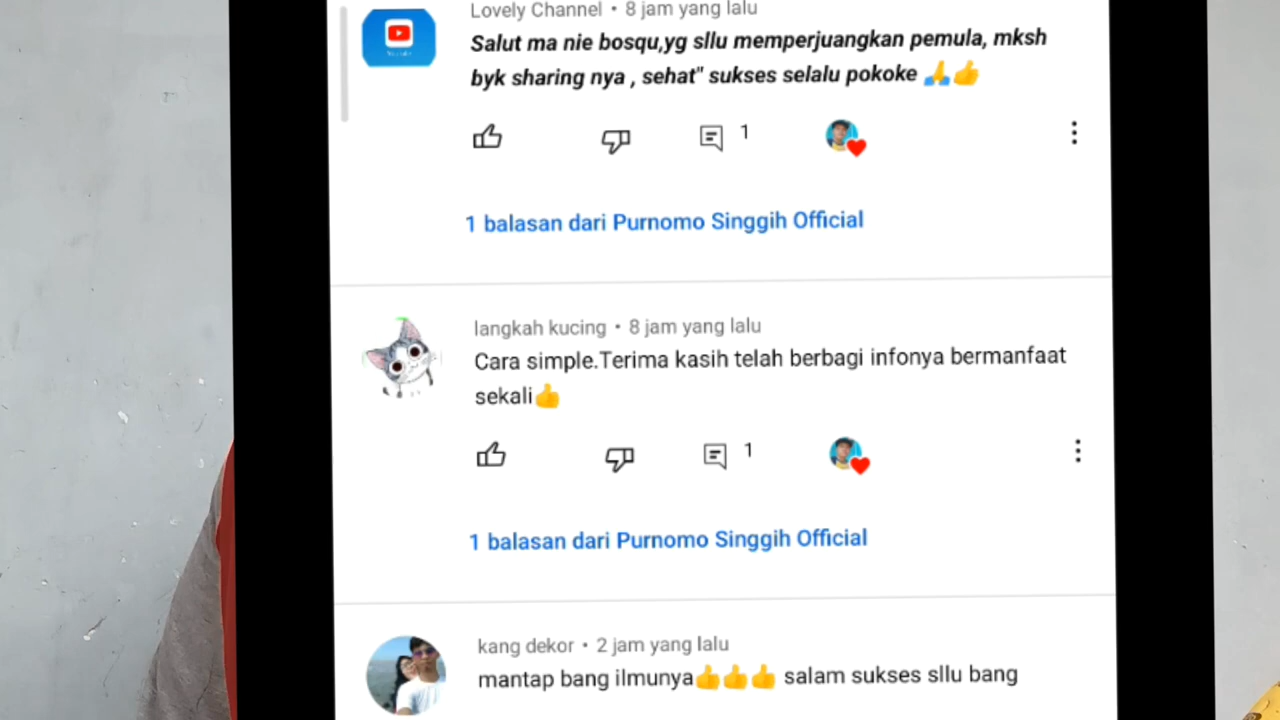 Lovely Channel • 8 jam yang lalu
Salut ma nie bosqu,yg sllu memperjuangkan pemula, mksh
byk sharing nya , sehat" sukses selalu pokoke 🙏👍
1
1 balasan dari Purnomo Singgih Official
langkah kucing • 8 jam yang lalu
Cara simple.Terima kasih telah berbagi infonya bermanfaat
sekali👍
1
1 balasan dari Purnomo Singgih Official
kang dekor • 2 jam yang lalu
mantap bang ilmunya👍👍👍 salam sukses sllu bang